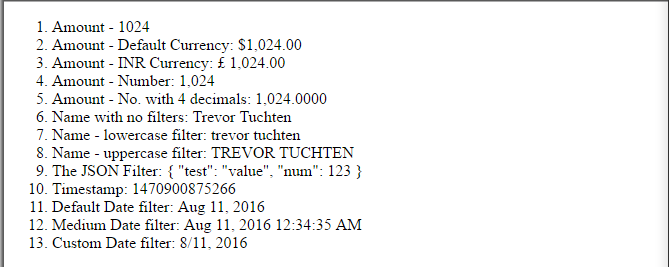 1. Amount - 1024
2. Amount - Default Currency: $1,024.00
3. Amount - INR Currency: £ 1,024.00
4. Amount - Number: 1,024
5. Amount - No. with 4 decimals: 1,024.0000
6. Name with no filters: Trevor Tuchten
7. Name - lowercase filter: trevor tuchten
8. Name - uppercase filter: TREVOR TUCHTEN
9. The JSON Filter: { "test": "value", "num": 123 }
10. Timestamp: 1470900875266
11. Default Date filter: Aug 11, 2016
12. Medium Date filter: Aug 11, 2016 12:34:35 AM
13. Custom Date filter: 8/11, 2016